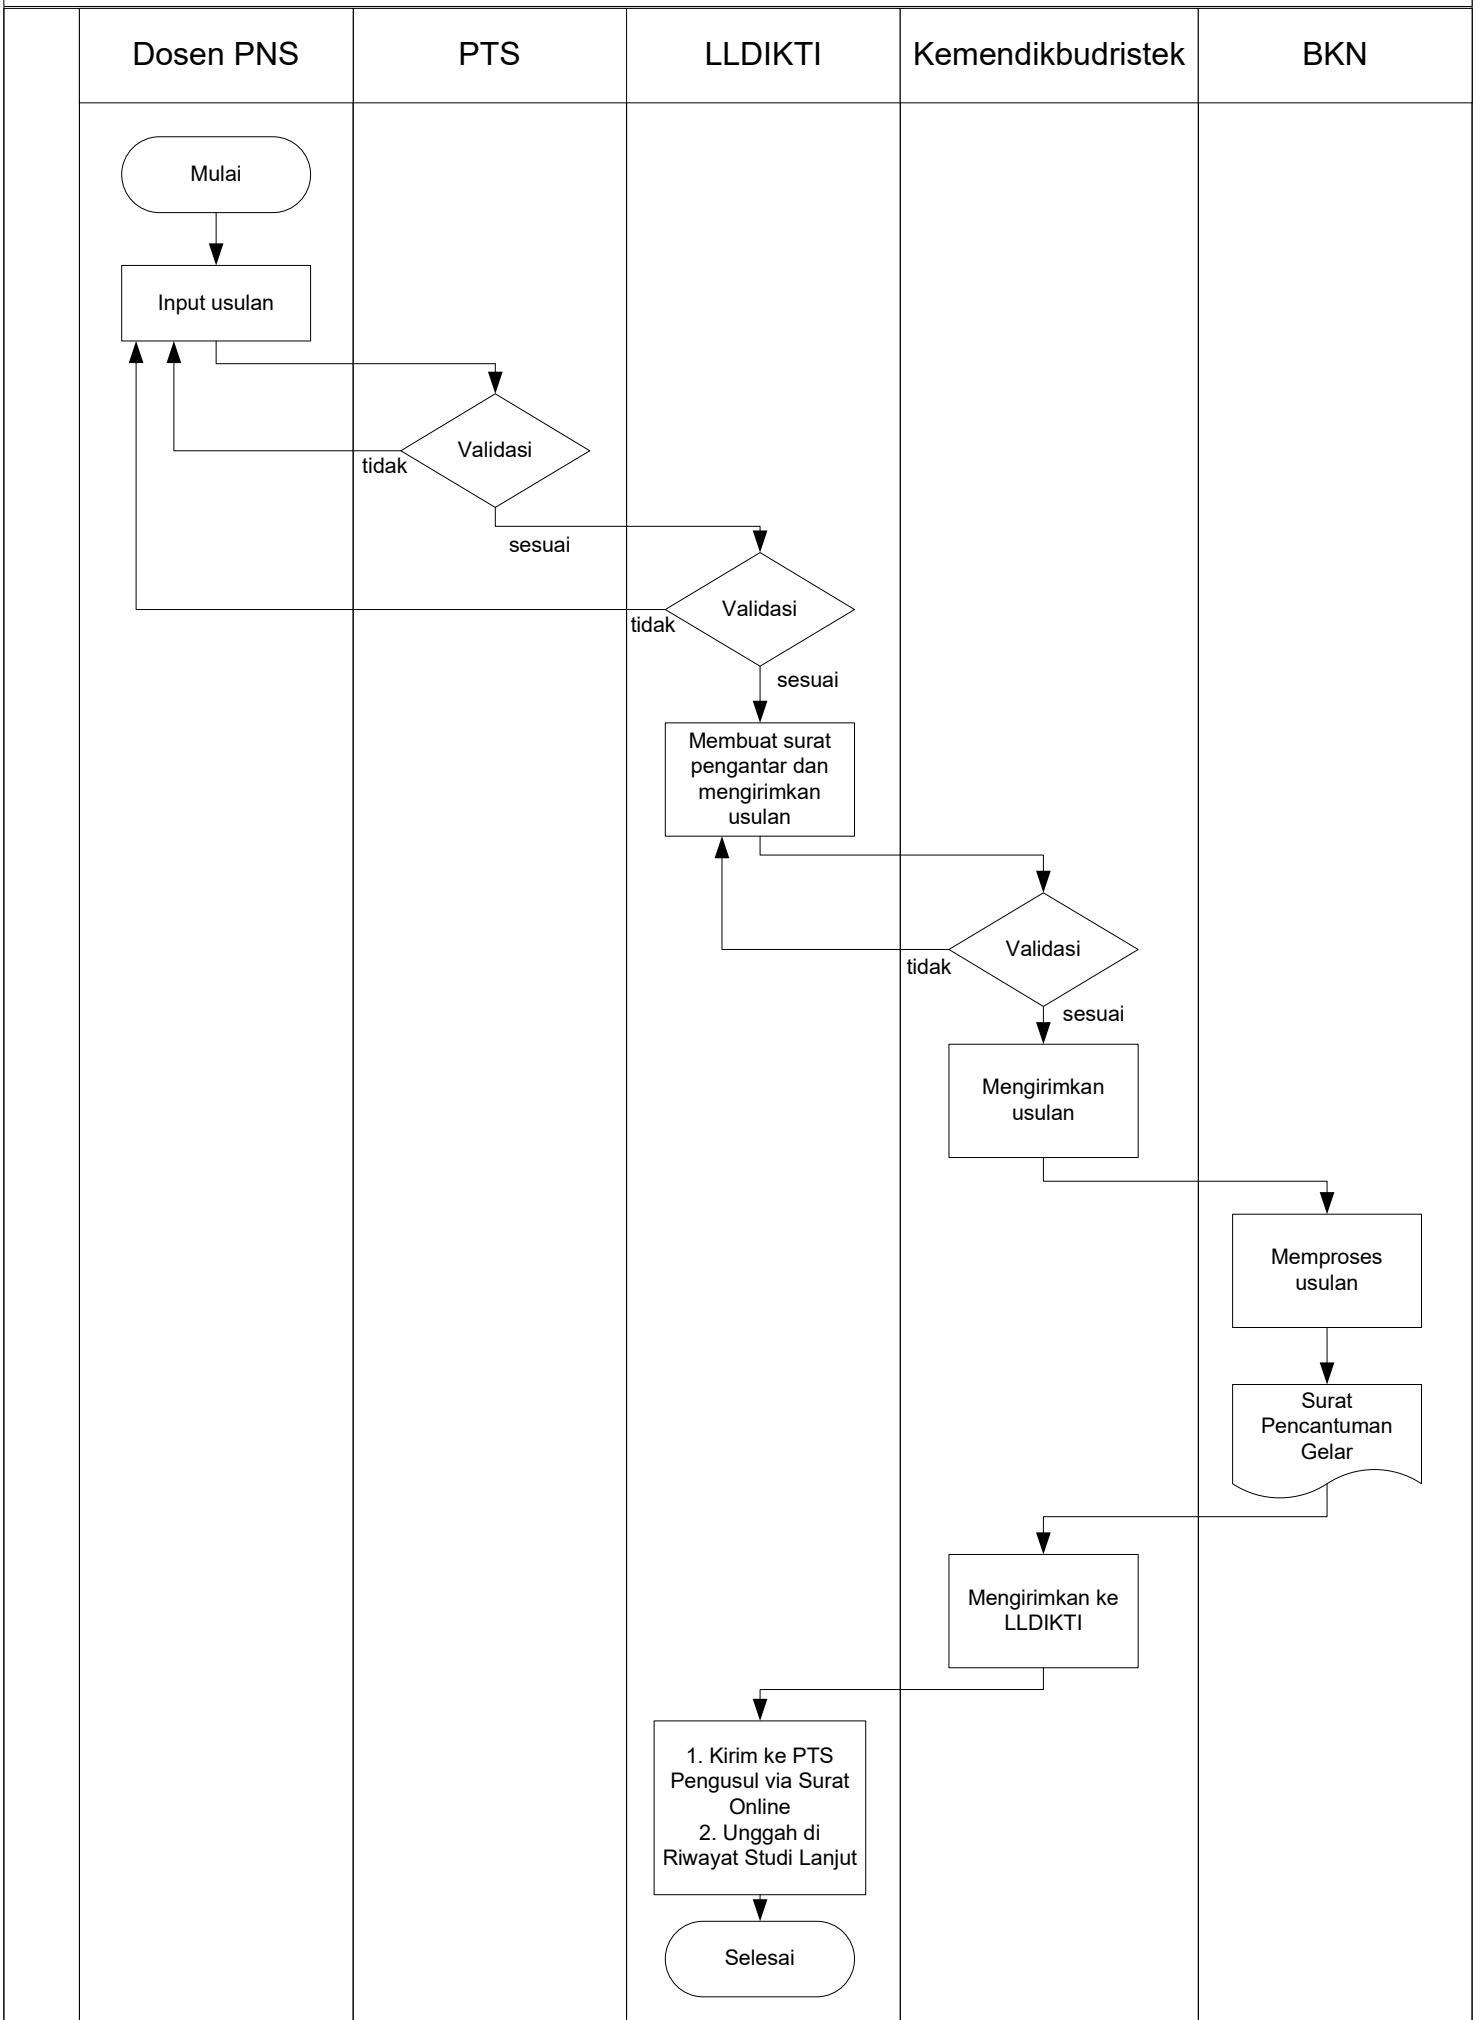 Dosen PNS
PTS
LLDIKTI
Kemendikbudristek
BKN
Mulai
Input usulan
Validasi
tidak
sesuai
Validasi
tidak
sesuai
Membuat surat
pengantar dan
mengirimkan
usulan
Validasi
tidak
sesuai
Mengirimkan
usulan
Memproses
usulan
Surat
Pencantuman
Gelar
Mengirimkan ke
LLDIKTI
1. Kirim ke PTS
Pengusul via Surat
Online
2. Unggah di
Riwayat Studi Lanjut
Selesai